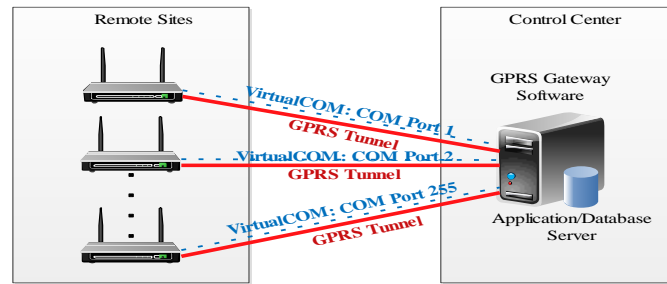 Remote Sites
Control Center
GPRS Gateway
Software
VirtualCOM: COM Port 1
GPRS Tunnel
VirtualCOM: COM Port 2
GPRS Tunnel
VirtualCOM: COM Port 255
GPRS Tunnel
Application/Database
Server